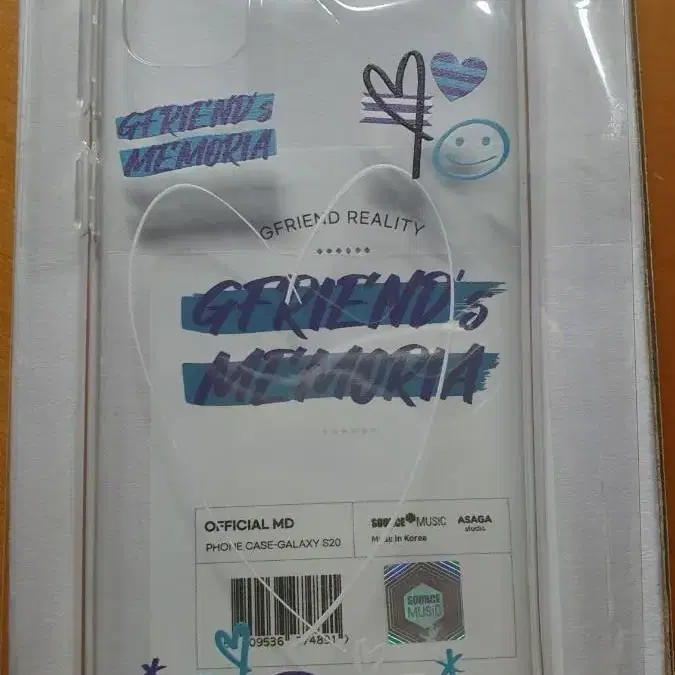 GFRIEND's
MEMORIA
GFRIEND REALITY
GFRIEND's
MEMORIA
OFFICIAL MD
PHONE CASE-GALAXY S20
SOURCE MUSIC
Made in Korea
ASAGA
studio
SOURCE
MUSIC